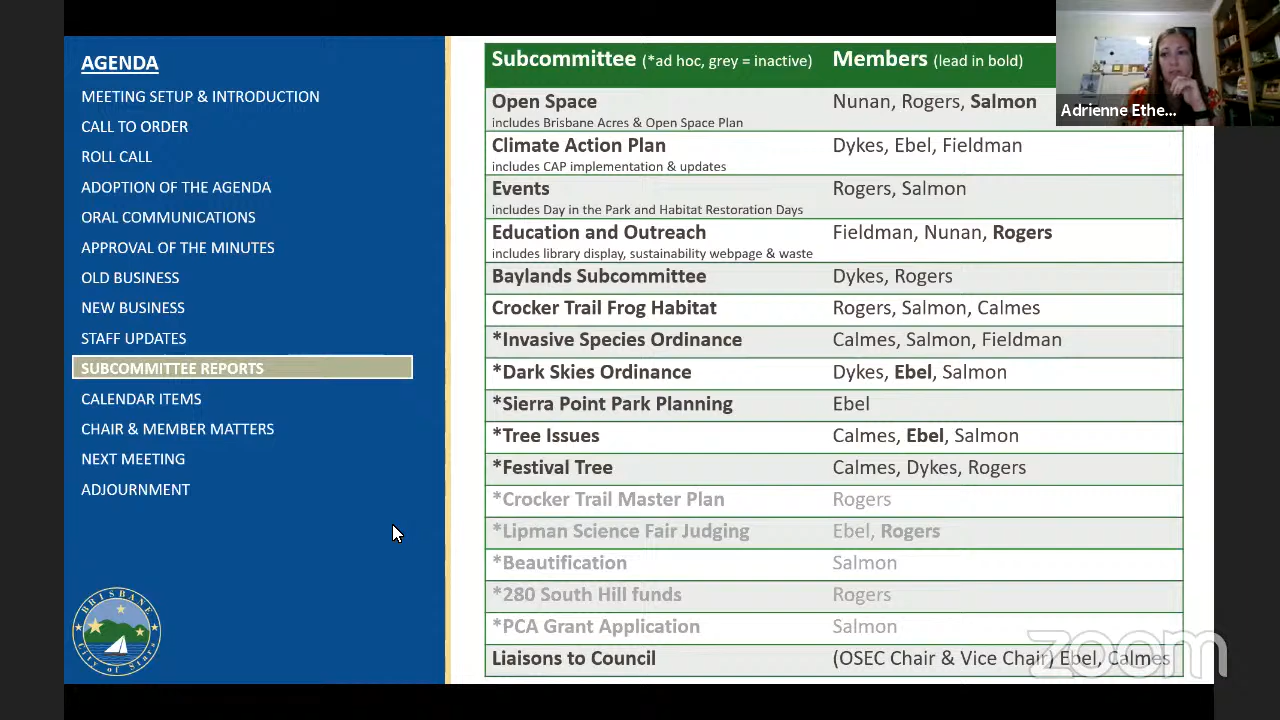 AGENDA
MEETING SETUP & INTRODUCTION
CALL TO ORDER
ROLL CALL
ADOPTION OF THE AGENDA
ORAL COMMUNICATIONS
APPROVAL OF THE MINUTES
OLD BUSINESS
NEW BUSINESS
STAFF UPDATES
SUBCOMMITTEE REPORTS
CALENDAR ITEMS
CHAIR & MEMBER MATTERS
NEXT MEETING
ADJOURNMENT
BRISBANE
City of Stars
Subcommittee (*ad hoc, grey = inactive) Members (lead in bold)
Open Space Nunan, Rogers, Salmon
includes Brisbane Acres & Open Space Plan
Climate Action Plan Dykes, Ebel, Fieldman
includes CAP implementation & updates
Events Rogers, Salmon
includes Day in the Park and Habitat Restoration Days
Education and Outreach Fieldman, Nunan, Rogers
includes library display, sustainability webpage & waste
Baylands Subcommittee Dykes, Rogers
Crocker Trail Frog Habitat Rogers, Salmon, Calmes
*Invasive Species Ordinance Calmes, Salmon, Fieldman
*Dark Skies Ordinance Dykes, Ebel, Salmon
*Sierra Point Park Planning Ebel
*Tree Issues Calmes, Ebel, Salmon
*Festival Tree Calmes, Dykes, Rogers
*Crocker Trail Master Plan Rogers
*Lipman Science Fair Judging Ebel, Rogers
*Beautification Salmon
*280 South Hill funds Rogers
*PCA Grant Application Salmon
Liaisons to Council (OSEC Chair & Vice Chair) Ebel, Calmes
Adrienne Ethe...
zoom